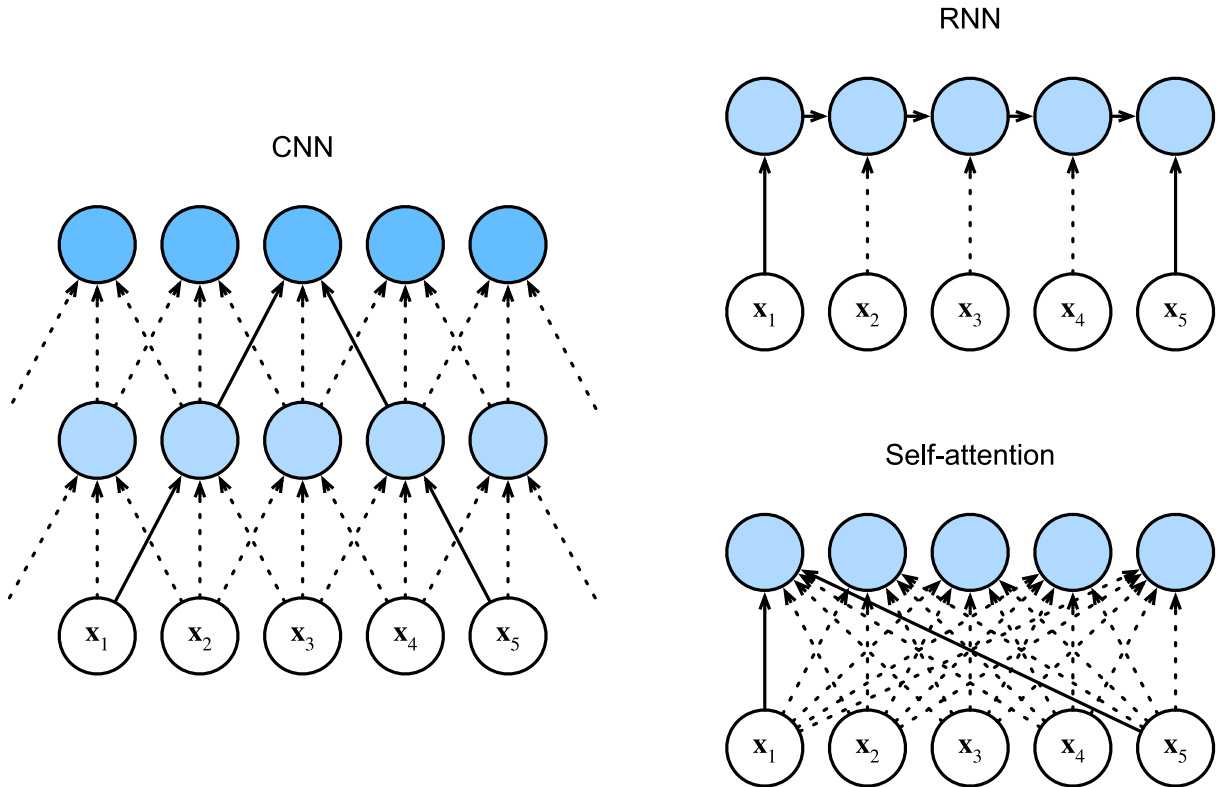 CNN
x₁ x₂ x₃ x₄ x₅
RNN
x₁ x₂ x₃ x₄ x₅
Self-attention
x₁ x₂ x₃ x₄ x₅